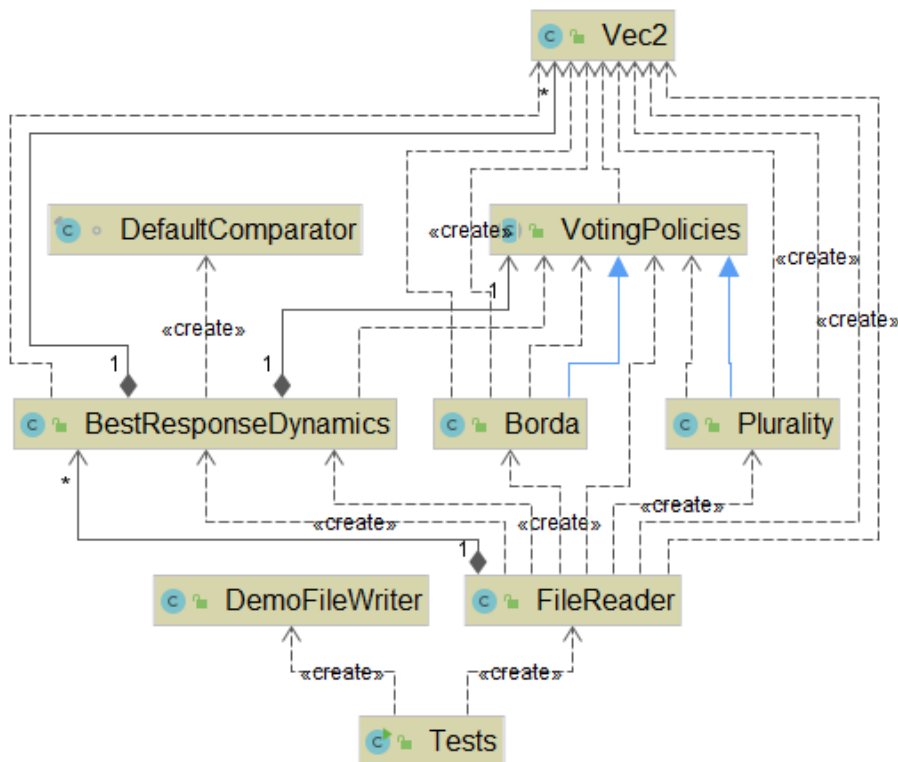 Vec2
*
DefaultComparator
«create»
VotingPolicies
«create»
«create»
1
«create»
«create»
1
1
BestResponseDynamics
Borda
Plurality
*
«create»
«create»
«create»
1
DemoFileWriter
FileReader
«create»
«create»
Tests